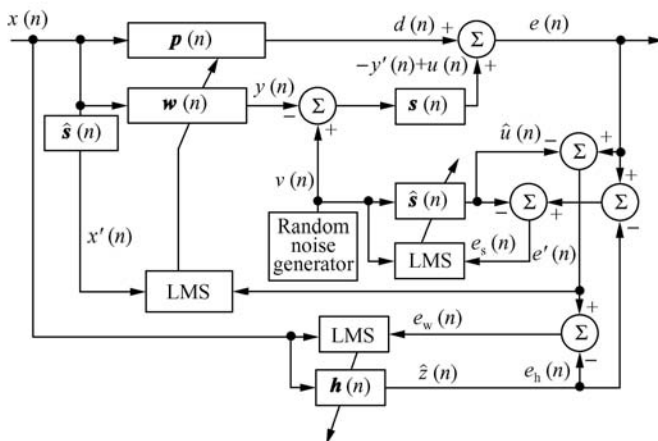 x(n)
p(n)
d(n)
+
Σ
e(n)
+
−y′(n)+u(n)
w(n)
y(n)
−
Σ
+
s(n)
ŝ(n)
û(n)
−
Σ
+
v(n)
+
ŝ(n)
−
Σ
+
Σ
−
Random
noise
generator
x′(n)
LMS
e_s(n)
e′(n)
LMS
+
LMS
e_w(n)
Σ
−
h(n)
ẑ(n)
e_h(n)